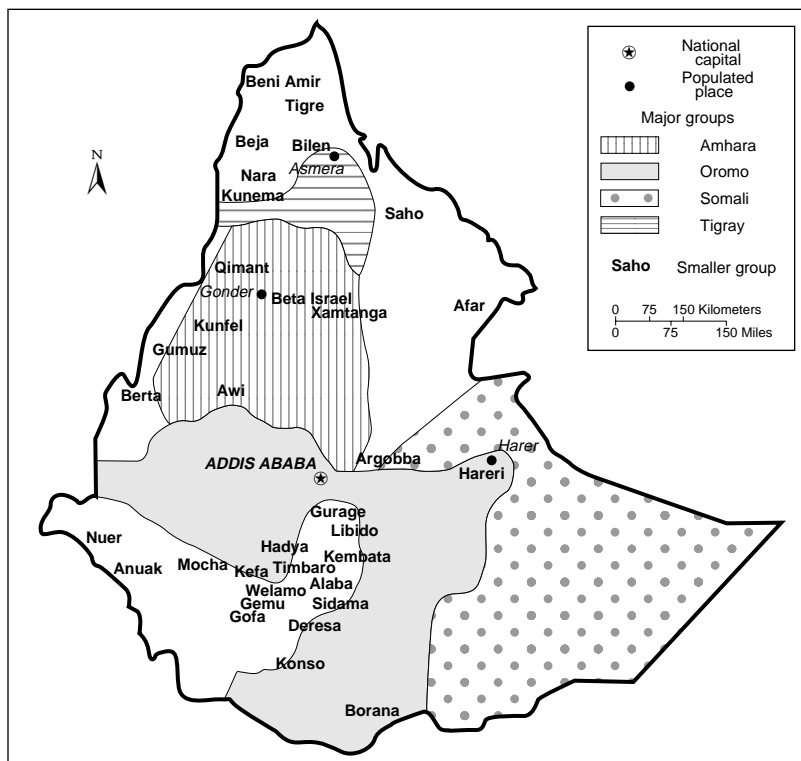 National
capital
Populated
place
Major groups
Amhara
Oromo
Somali
Tigray
Saho Smaller group
0 75 150 Kilometers
0 75 150 Miles
N
Beni Amir
Tigre
Beja
Bilen
Asmera
Nara
Kunema
Saho
Qimant
Gonder
Beta Israel
Xamtanga
Afar
Kunfel
Gumuz
Berta
Awi
ADDIS ABABA
Argobba
Harer
Hareri
Gurage
Libido
Nuer
Hadya
Kembata
Anuak
Mocha
Kefa
Timbaro
Welamo
Alaba
Gemu
Sidama
Gofa
Deresa
Konso
Borana